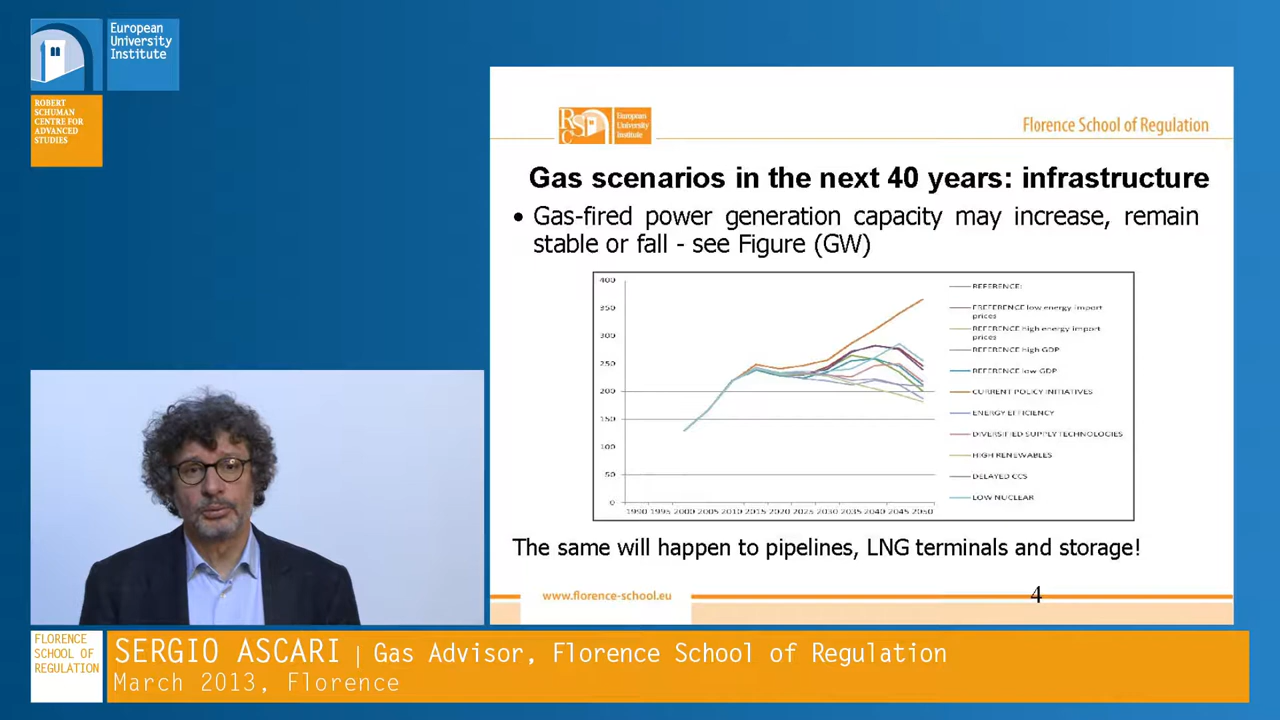 European
University
Institute
ROBERT
SCHUMAN
CENTRE FOR
ADVANCED
STUDIES
RSC
European
University
Institute
Florence School of Regulation
Gas scenarios in the next 40 years: infrastructure
• Gas-fired power generation capacity may increase, remain
stable or fall - see Figure (GW)
400
350
300
250
200
150
100
50
0
1990 1995 2000 2005 2010 2015 2020 2025 2030 2035 2040 2045 2050
REFERENCE:
FREFERENCE low energy import
prices
REFERENCE high energy import
prices
REFERENCE high GDP
REFERENCE low GDP
CURRENT POLICY INITIATIVES
ENERGY EFFICIENCY
DIVERSIFIED SUPPLY TECHNOLOGIES
HIGH RENEWABLES
DELAYED CCS
LOW NUCLEAR
The same will happen to pipelines, LNG terminals and storage!
www.florence-school.eu
4
FLORENCE
SCHOOL OF
REGULATION
SERGIO ASCARI | Gas Advisor, Florence School of Regulation
March 2013, Florence